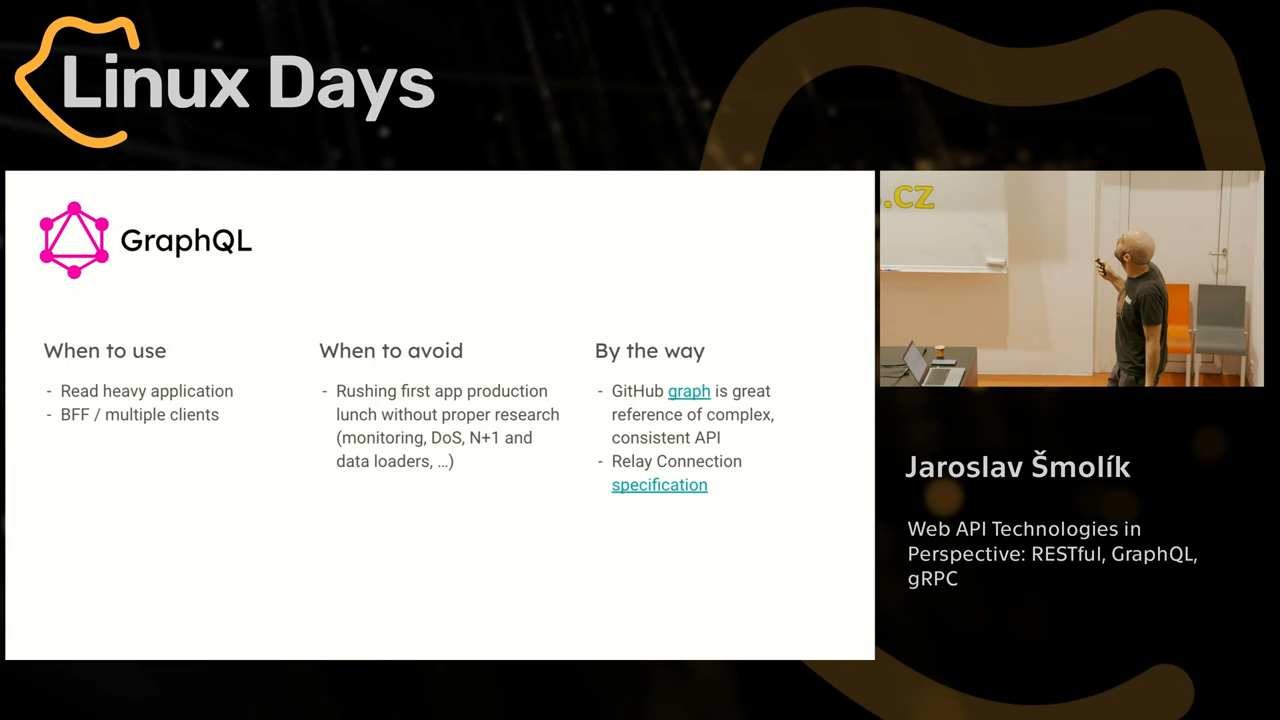 Linux Days
GraphQL
When to use
- Read heavy application
- BFF / multiple clients
When to avoid
- Rushing first app production
lunch without proper research
(monitoring, DoS, N+1 and
data loaders, ...)
By the way
- GitHub graph is great
reference of complex,
consistent API
- Relay Connection
specification
.cz
Jaroslav Šmolík
Web API Technologies in
Perspective: RESTful, GraphQL,
gRPC